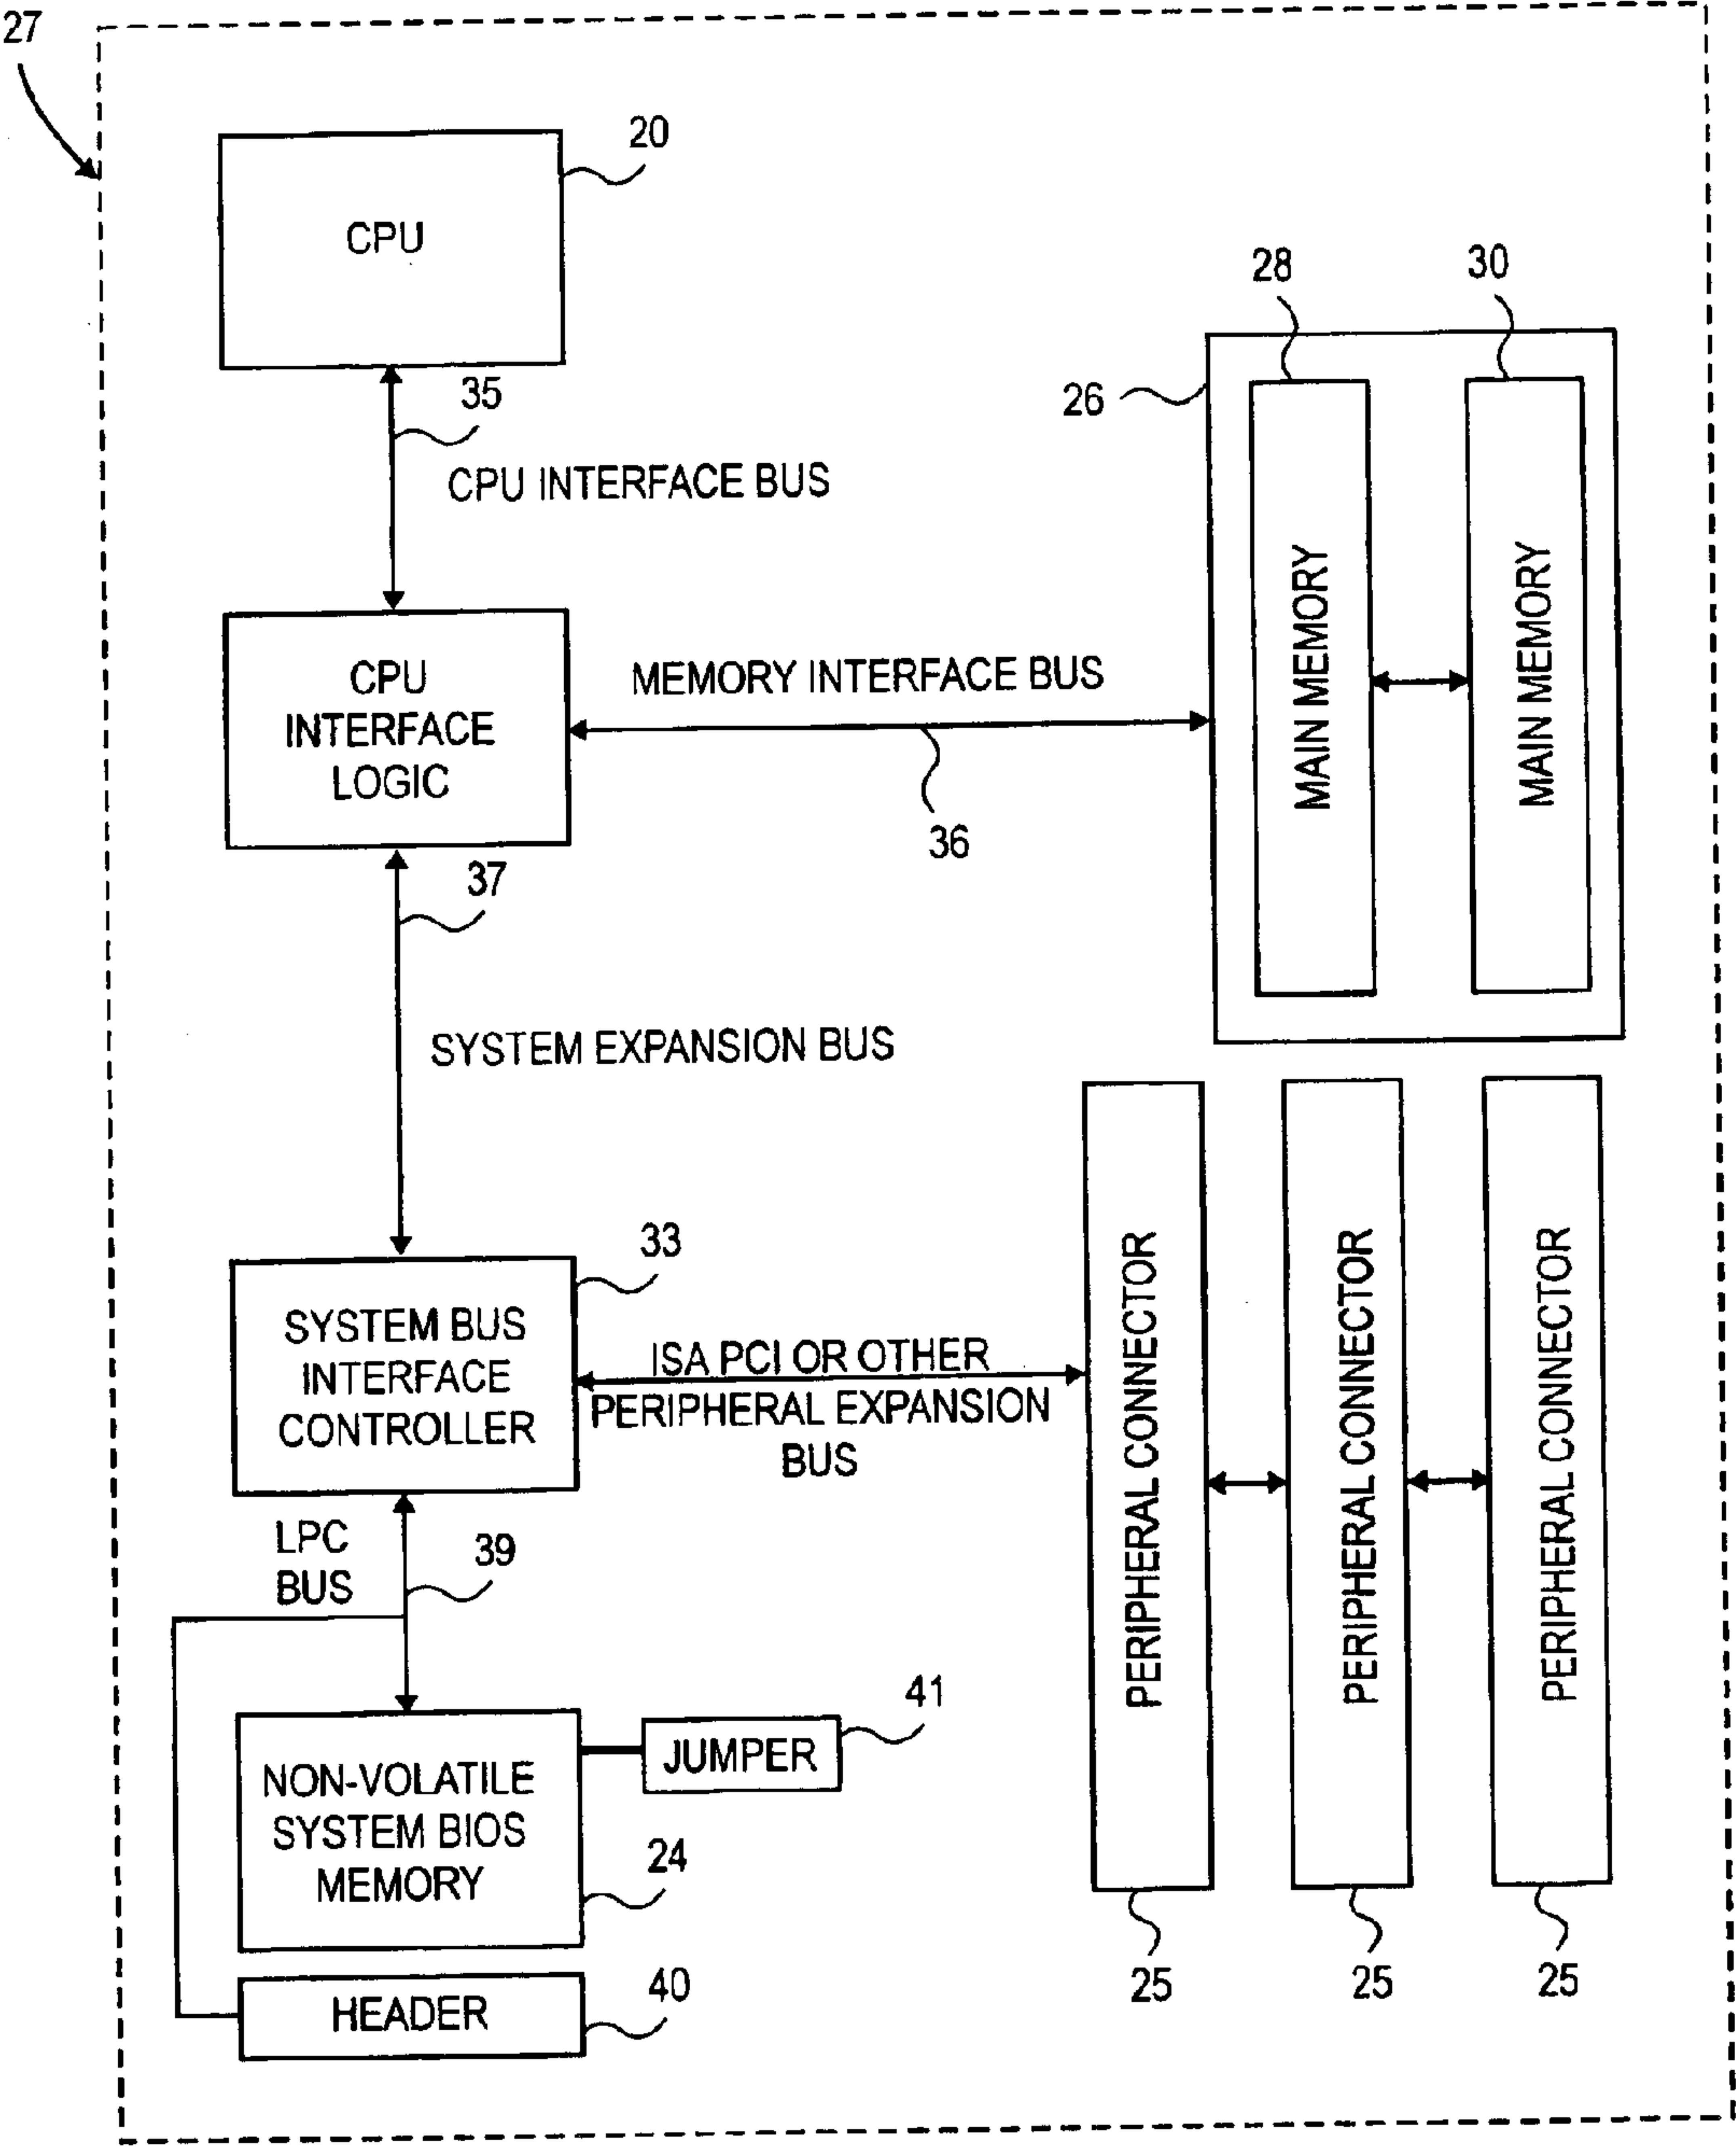 27
20
CPU
35
CPU INTERFACE BUS
28
30
26
MAIN MEMORY
MAIN MEMORY
CPU
INTERFACE
LOGIC
MEMORY INTERFACE BUS
36
37
SYSTEM EXPANSION BUS
33
SYSTEM BUS
INTERFACE
CONTROLLER
ISA PCI OR OTHER
PERIPHERAL EXPANSION
BUS
PERIPHERAL CONNECTOR
PERIPHERAL CONNECTOR
PERIPHERAL CONNECTOR
LPC
BUS
39
41
JUMPER
NON-VOLATILE
SYSTEM BIOS
MEMORY
24
25
25
25
40
HEADER